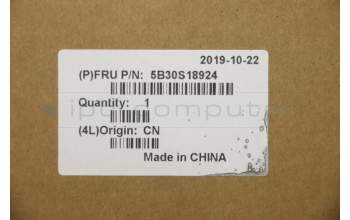 2019-10-22
(P)FRU P/N: 5B30S18924
Quantity: 1
(4L)Origin: CN
Made in CHINA